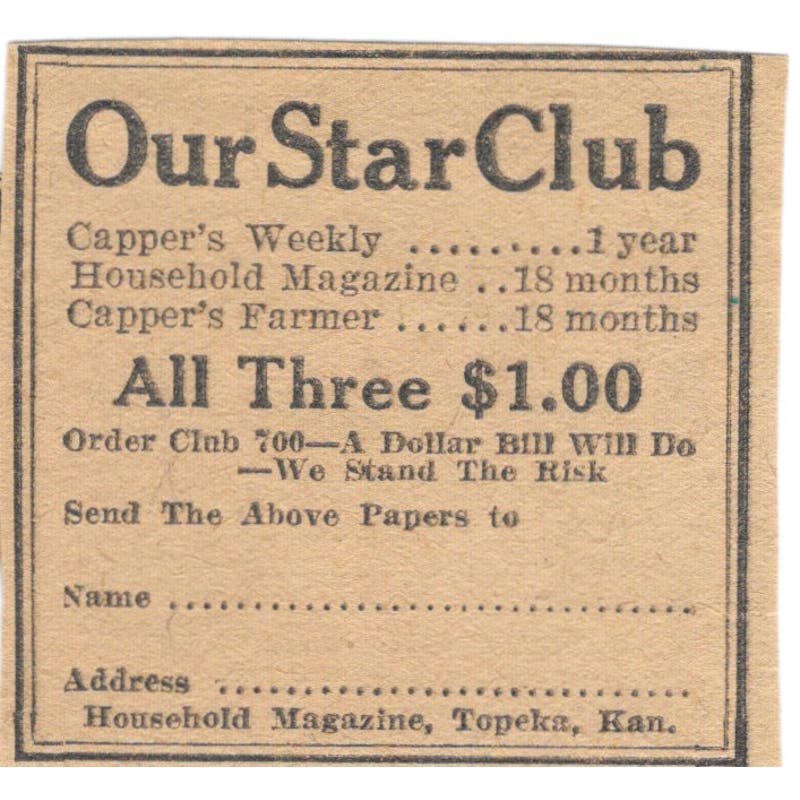 Our Star Club
Capper's Weekly .........1 year
Household Magazine ..18 months
Capper's Farmer ......18 months
All Three $1.00
Order Club 700—A Dollar Bill Will Do
—We Stand The Risk
Send The Above Papers to
Name ................................
Address .............................
Household Magazine, Topeka, Kan.